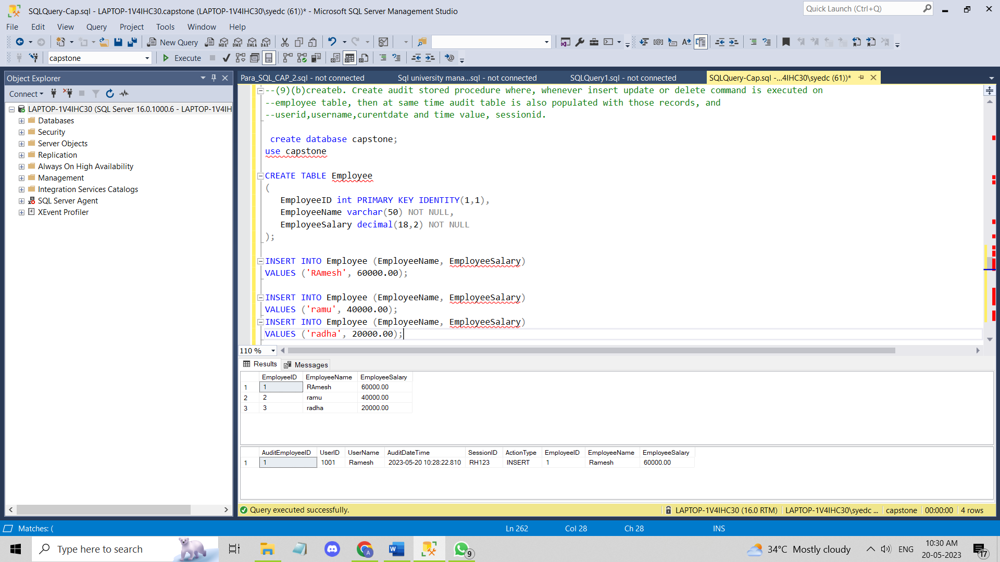 SQLQuery-Cap.sql - LAPTOP-1V4IHC30.capstone (LAPTOP-1V4IHC30\syedc (61))* - Microsoft SQL Server Management Studio
Quick Launch (Ctrl+Q)
File Edit View Query Project Tools Window Help
New Query
capstone Execute
Object Explorer
Connect
LAPTOP-1V4IHC30 (SQL Server 16.0.1000.6 - LAPTOP-1V4IH
Databases
Security
Server Objects
Replication
Always On High Availability
Management
Integration Services Catalogs
SQL Server Agent
XEvent Profiler
Para_SQL_CAP_2.sql - not connected Sql university mana...sql - not connected SQLQuery1.sql - not connected SQLQuery-Cap.sql -...4IHC30\syedc (61))*
--(9)(b)createb. Create audit stored procedure where, whenever insert update or delete command is executed on
--employee table, then at same time audit table is also populated with those records, and
--userid,username,curentdate and time value, sessionid.
create database capstone;
use capstone
CREATE TABLE Employee
(
EmployeeID int PRIMARY KEY IDENTITY(1,1),
EmployeeName varchar(50) NOT NULL,
EmployeeSalary decimal(18,2) NOT NULL
);
INSERT INTO Employee (EmployeeName, EmployeeSalary)
VALUES ('RAmesh', 60000.00);
INSERT INTO Employee (EmployeeName, EmployeeSalary)
VALUES ('ramu', 40000.00);
INSERT INTO Employee (EmployeeName, EmployeeSalary)
VALUES ('radha', 20000.00);
110 %
Results Messages
EmployeeID EmployeeName EmployeeSalary
1 1 RAmesh 60000.00
2 2 ramu 40000.00
3 3 radha 20000.00
AuditEmployeeID UserID UserName AuditDateTime SessionID ActionType EmployeeID EmployeeName EmployeeSalary
1 1 1001 Ramesh 2023-05-20 10:28:22.810 RH123 INSERT 1 Ramesh 60000.00
Query executed successfully. LAPTOP-1V4IHC30 (16.0 RTM) LAPTOP-1V4IHC30\syedc ... capstone 00:00:00 4 rows
Matches: ( Ln 262 Col 28 Ch 28 INS
Type here to search
9
34°C Mostly cloudy ENG 10:30 AM
20-05-2023
17